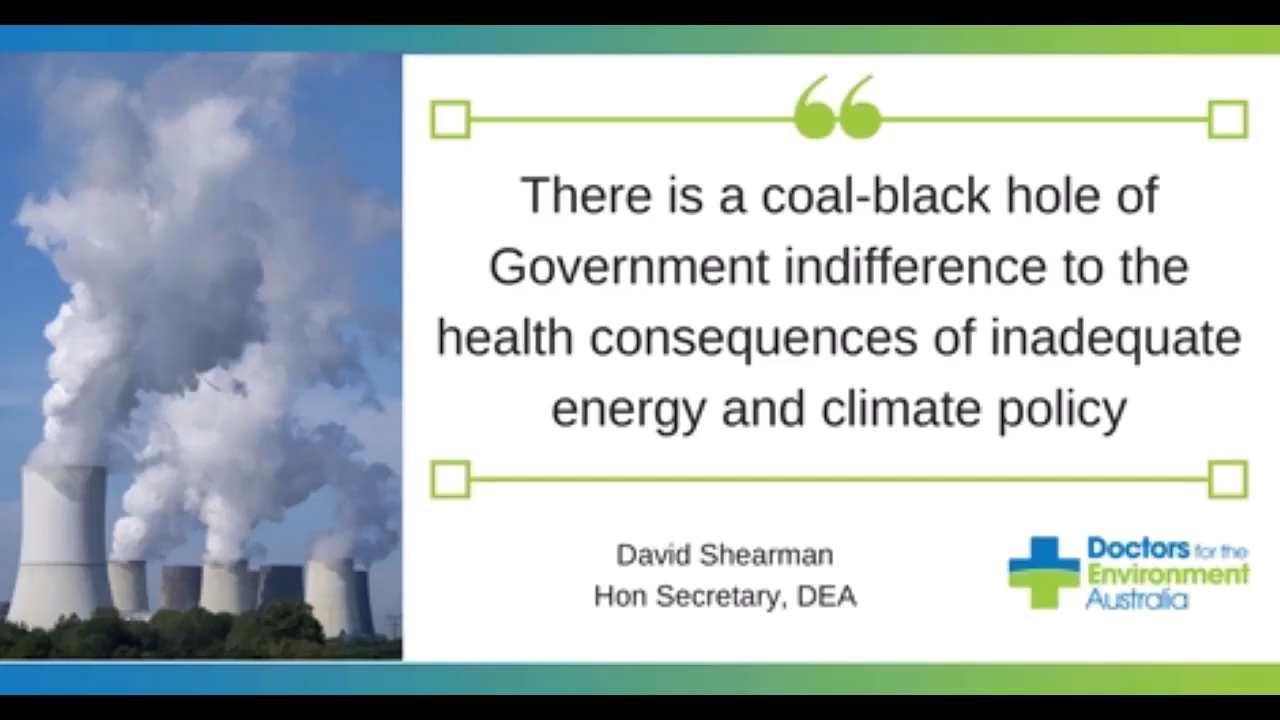 There is a coal-black hole of
Government indifference to the
health consequences of inadequate
energy and climate policy
David Shearman
Hon Secretary, DEA
Doctors for the
Environment
Australia